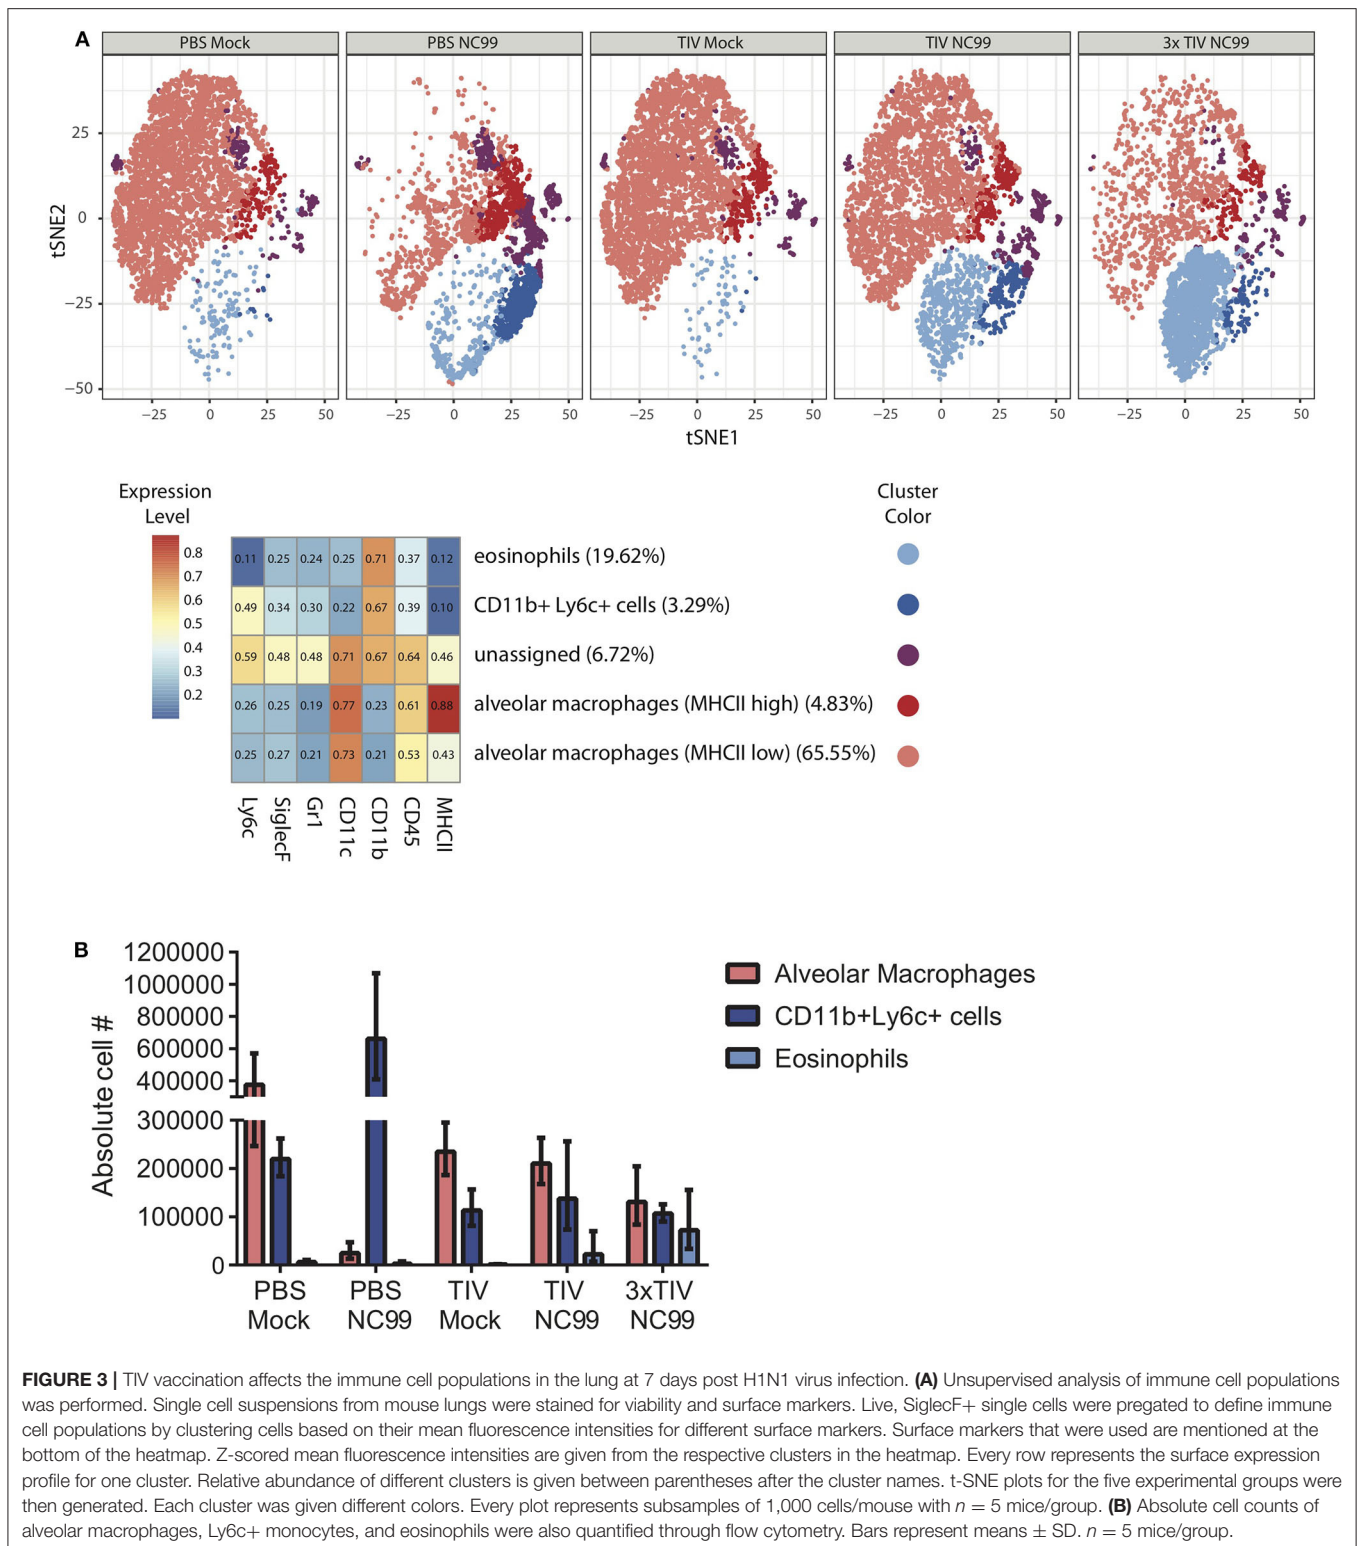 A
PBS Mock
PBS NC99
TIV Mock
TIV NC99
3x TIV NC99
tSNE2
25
0
−25
−50
−25 0 25 50
−25 0 25 50
−25 0 25 50
−25 0 25 50
−25 0 25 50
tSNE1
Expression
Level
0.8
0.7
0.6
0.5
0.4
0.3
0.2
Cluster
Color
0.11 0.25 0.24 0.25 0.71 0.37 0.12 eosinophils (19.62%)
0.49 0.34 0.30 0.22 0.67 0.39 0.10 CD11b+ Ly6c+ cells (3.29%)
0.59 0.48 0.48 0.71 0.67 0.64 0.46 unassigned (6.72%)
0.26 0.25 0.19 0.77 0.23 0.61 0.88 alveolar macrophages (MHCII high) (4.83%)
0.25 0.27 0.21 0.73 0.21 0.53 0.43 alveolar macrophages (MHCII low) (65.55%)
Ly6c
SiglecF
Gr1
CD11c
CD11b
CD45
MHCII
B
Absolute cell #
1200000
1000000
800000
600000
400000
300000
200000
100000
0
PBS
Mock
PBS
NC99
TIV
Mock
TIV
NC99
3xTIV
NC99
Alveolar Macrophages
CD11b+Ly6c+ cells
Eosinophils
FIGURE 3 | TIV vaccination affects the immune cell populations in the lung at 7 days post H1N1 virus infection. (A) Unsupervised analysis of immune cell populations
was performed. Single cell suspensions from mouse lungs were stained for viability and surface markers. Live, SiglecF+ single cells were pregated to define immune
cell populations by clustering cells based on their mean fluorescence intensities for different surface markers. Surface markers that were used are mentioned at the
bottom of the heatmap. Z-scored mean fluorescence intensities are given from the respective clusters in the heatmap. Every row represents the surface expression
profile for one cluster. Relative abundance of different clusters is given between parentheses after the cluster names. t-SNE plots for the five experimental groups were
then generated. Each cluster was given different colors. Every plot represents subsamples of 1,000 cells/mouse with n = 5 mice/group. (B) Absolute cell counts of
alveolar macrophages, Ly6c+ monocytes, and eosinophils were also quantified through flow cytometry. Bars represent means ± SD. n = 5 mice/group.